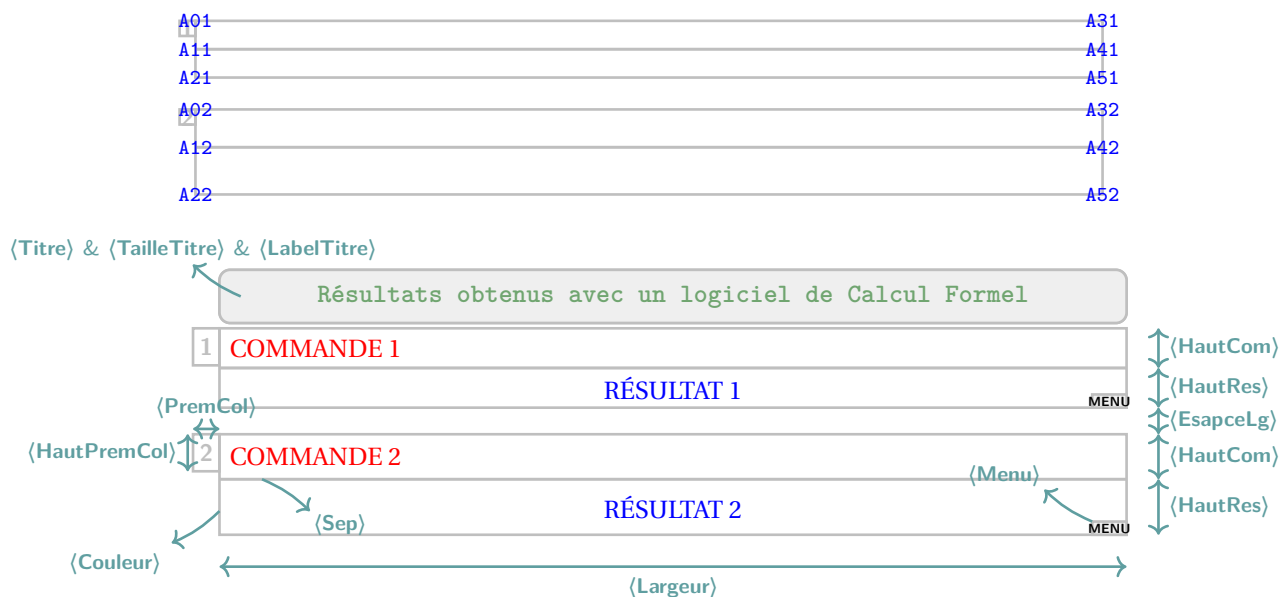 A01 A31
1
A11 A41
A21 A51
A02 A32
2
A12 A42
A22 A52
⟨Titre⟩ & ⟨TailleTitre⟩ & ⟨LabelTitre⟩
Résultats obtenus avec un logiciel de Calcul Formel
1 COMMANDE 1 ⟨HautCom⟩
RÉSULTAT 1 ⟨HautRes⟩
MENU
⟨PremCol⟩ ⟨EsapceLg⟩
⟨HautPremCol⟩ 2 COMMANDE 2 ⟨HautCom⟩
⟨Menu⟩
RÉSULTAT 2 ⟨HautRes⟩
⟨Sep⟩ MENU
⟨Couleur⟩
⟨Largeur⟩